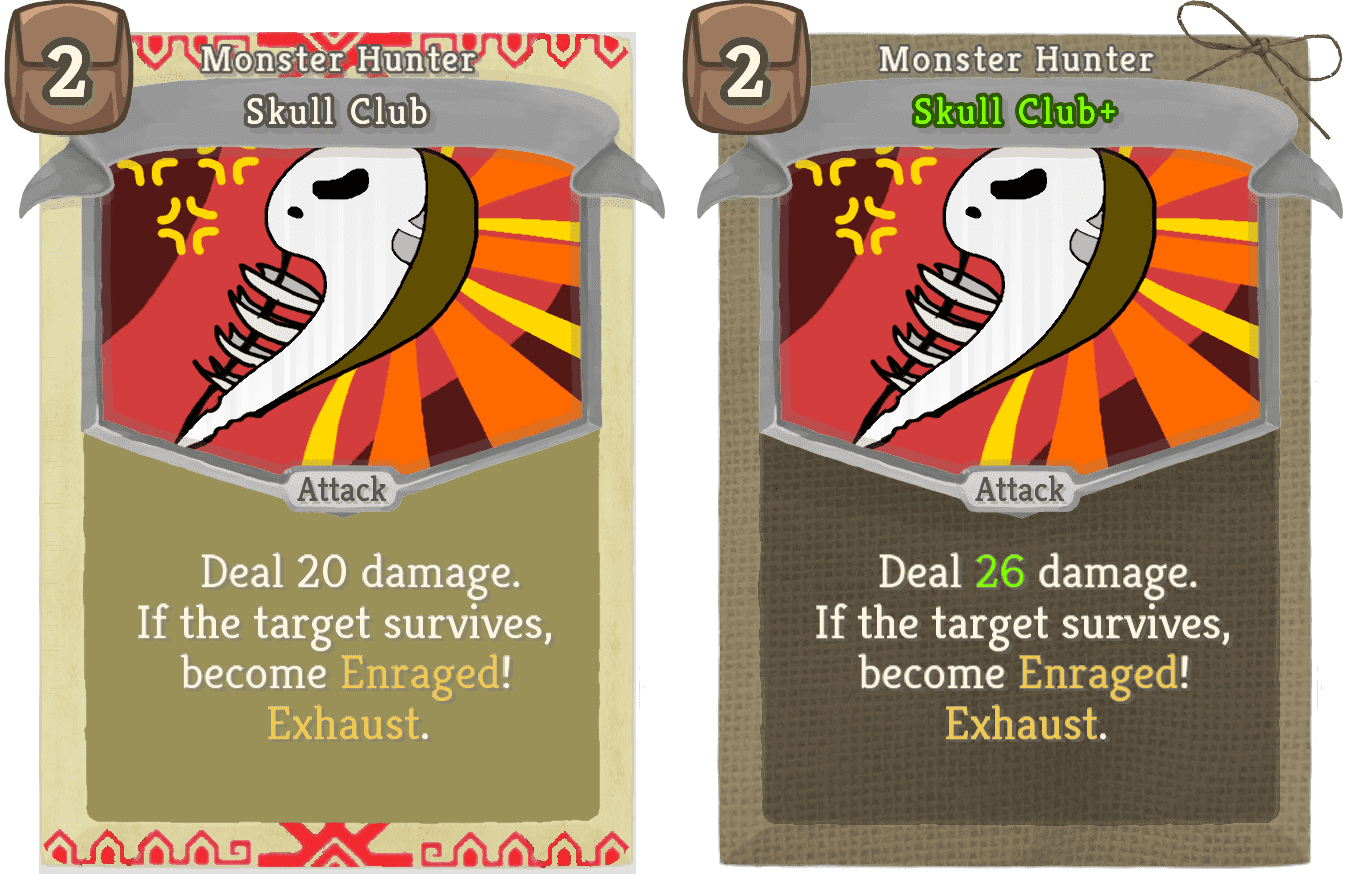 2
Monster Hunter
Skull Club
Attack
Deal 20 damage.
If the target survives,
become Enraged!
Exhaust.
2
Monster Hunter
Skull Club+
Attack
Deal 26 damage.
If the target survives,
become Enraged!
Exhaust.